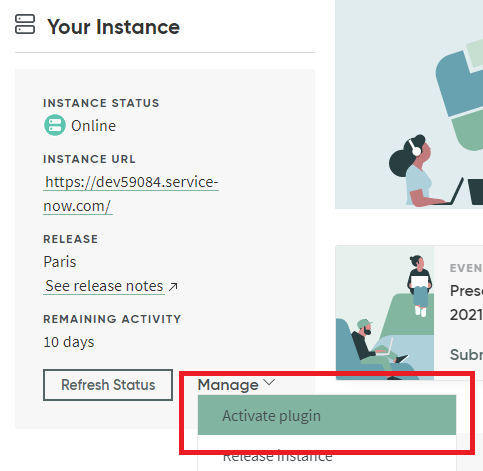 Your Instance
INSTANCE STATUS
Online
INSTANCE URL
https://dev59084.service-
now.com/
RELEASE
Paris
See release notes ↗
REMAINING ACTIVITY
10 days
Refresh Status
Manage
Activate plugin
Release Instance
EVEN
Prese
2021
Subm